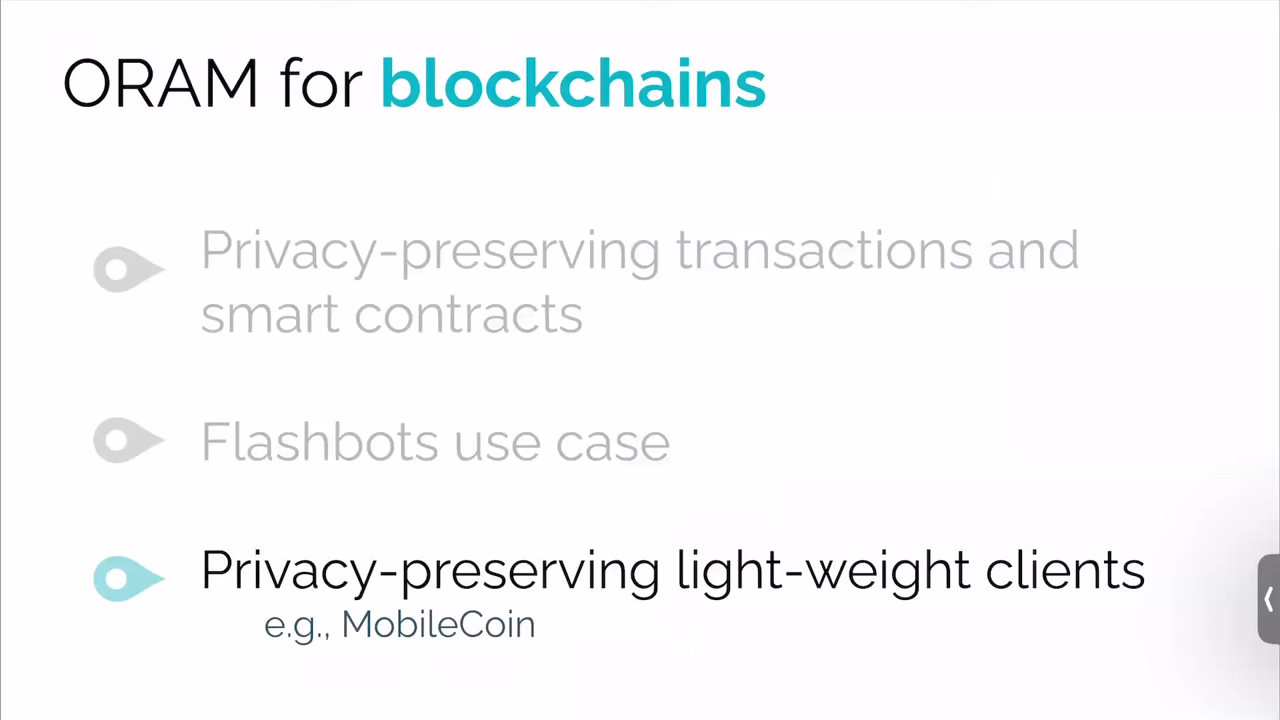 ORAM for blockchains
Privacy-preserving transactions and
smart contracts
Flashbots use case
Privacy-preserving light-weight clients
e.g., MobileCoin